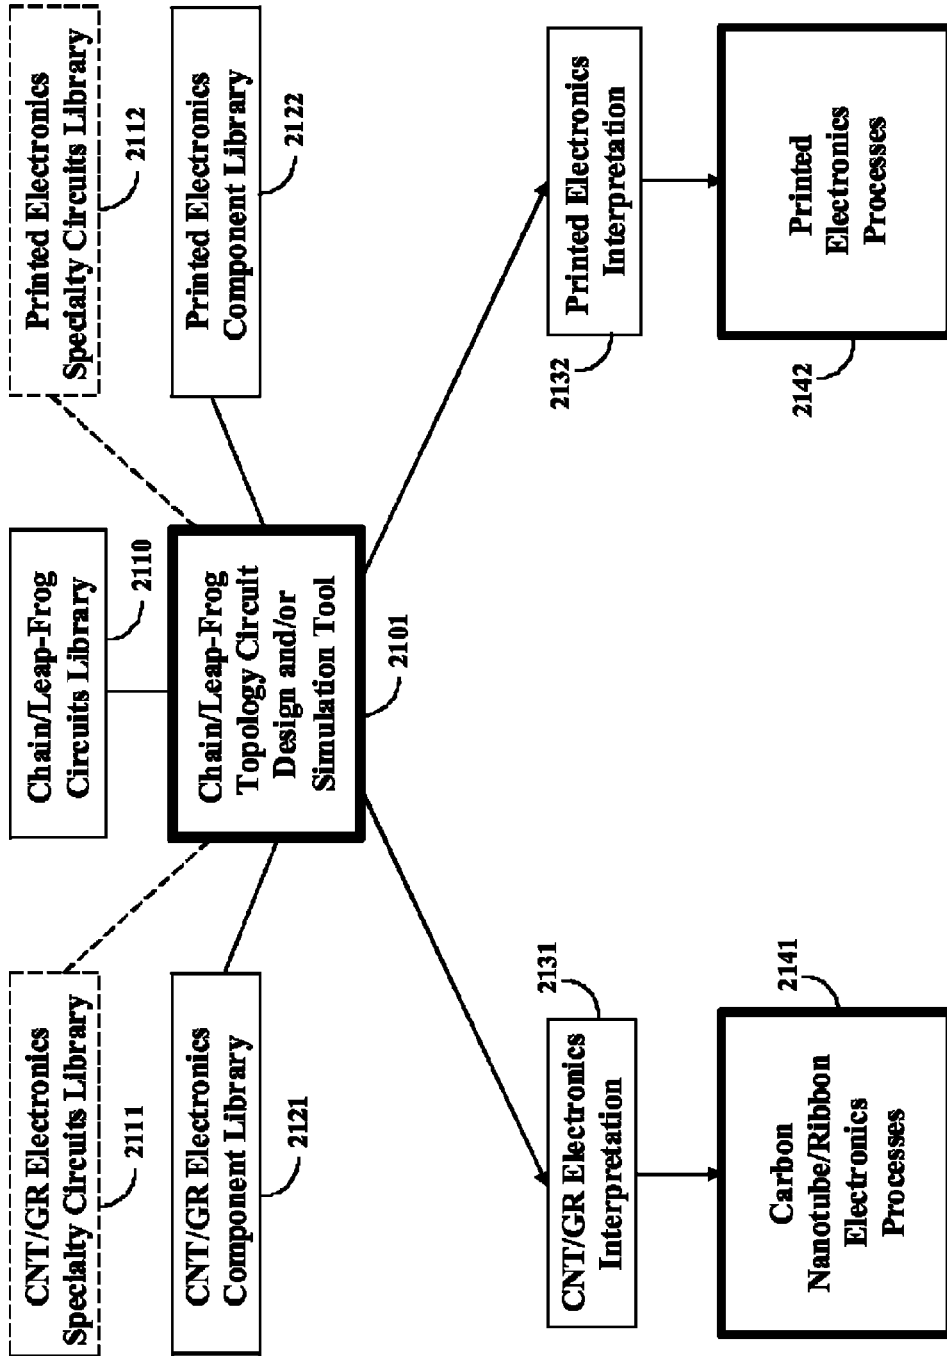 CNT/GR Electronics
Specialty Circuits Library
2111
Chain/Leap-Frog
Circuits Library
2110
Printed Electronics
Specialty Circuits Library
2112
CNT/GR Electronics
Component Library
2121
Chain/Leap-Frog
Topology Circuit
Design and/or
Simulation Tool
2101
Printed Electronics
Component Library
2122
CNT/GR Electronics
Interpretation
2131
Printed Electronics
Interpretation
2132
Carbon
Nanotube/Ribbon
Electronics
Processes
2141
Printed
Electronics
Processes
2142